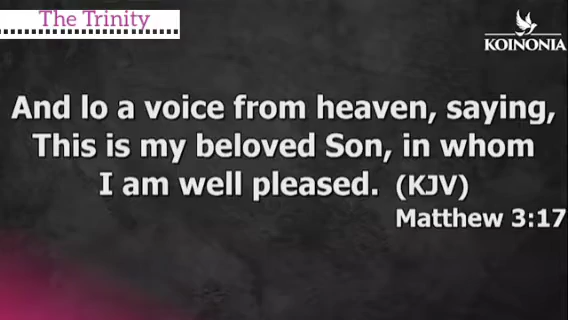 The Trinity
KOINONIA
And lo a voice from heaven, saying,
This is my beloved Son, in whom
I am well pleased. (KJV)
Matthew 3:17